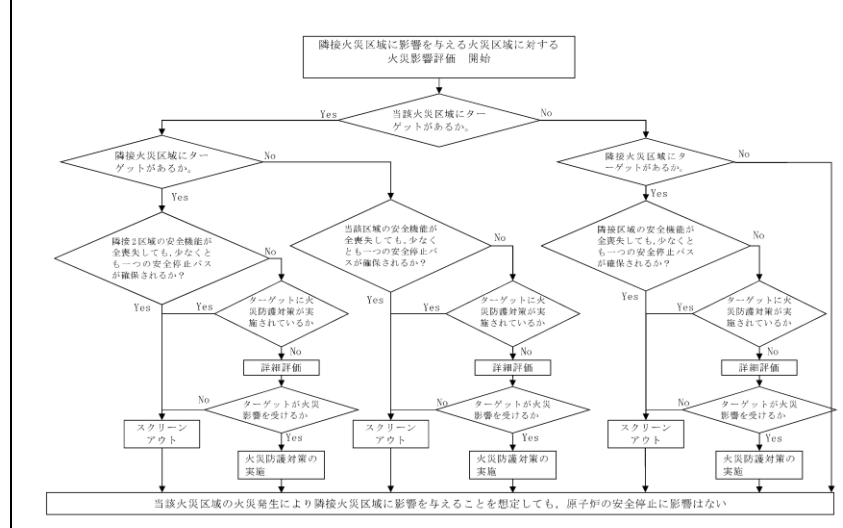 隣接火災区域に影響を与える火災区域に対する
火災影響評価　開始
Yes
当該火災区域にター
ゲットがあるか。
No
隣接火災区域にター
ゲットがあるか。
No
Yes
隣接火災区域にタ
ーゲットがあるか。
No
Yes
隣接2区域の安全機能が
全喪失しても,少なくと
も一つの安全停止パス
が確保されるか？
No
Yes
当該区域の安全機能が
全喪失しても,少なく
とも一つの安全停止パ
スが確保されるか？
No
Yes
隣接区域の安全機能が
全喪失しても,少なくと
も一つの安全停止パス
が確保されるか？
No
Yes
ターゲットに火
災防護対策が実
施されているか
Yes
No
ターゲットに火
災防護対策が実
施されているか
Yes
No
ターゲットに火
災防護対策が実
施されているか
Yes
No
詳細評価
詳細評価
詳細評価
No
ターゲットが火災
影響を受けるか
Yes
No
ターゲットが火災
影響を受けるか
Yes
No
ターゲットが火災
影響を受けるか
Yes
スクリーン
アウト
スクリーン
アウト
スクリーン
アウト
火災防護対策の
実施
火災防護対策の
実施
火災防護対策の
実施
当該火災区域の火災発生により隣接火災区域に影響を与えることを想定しても，原子炉の安全停止に影響はない